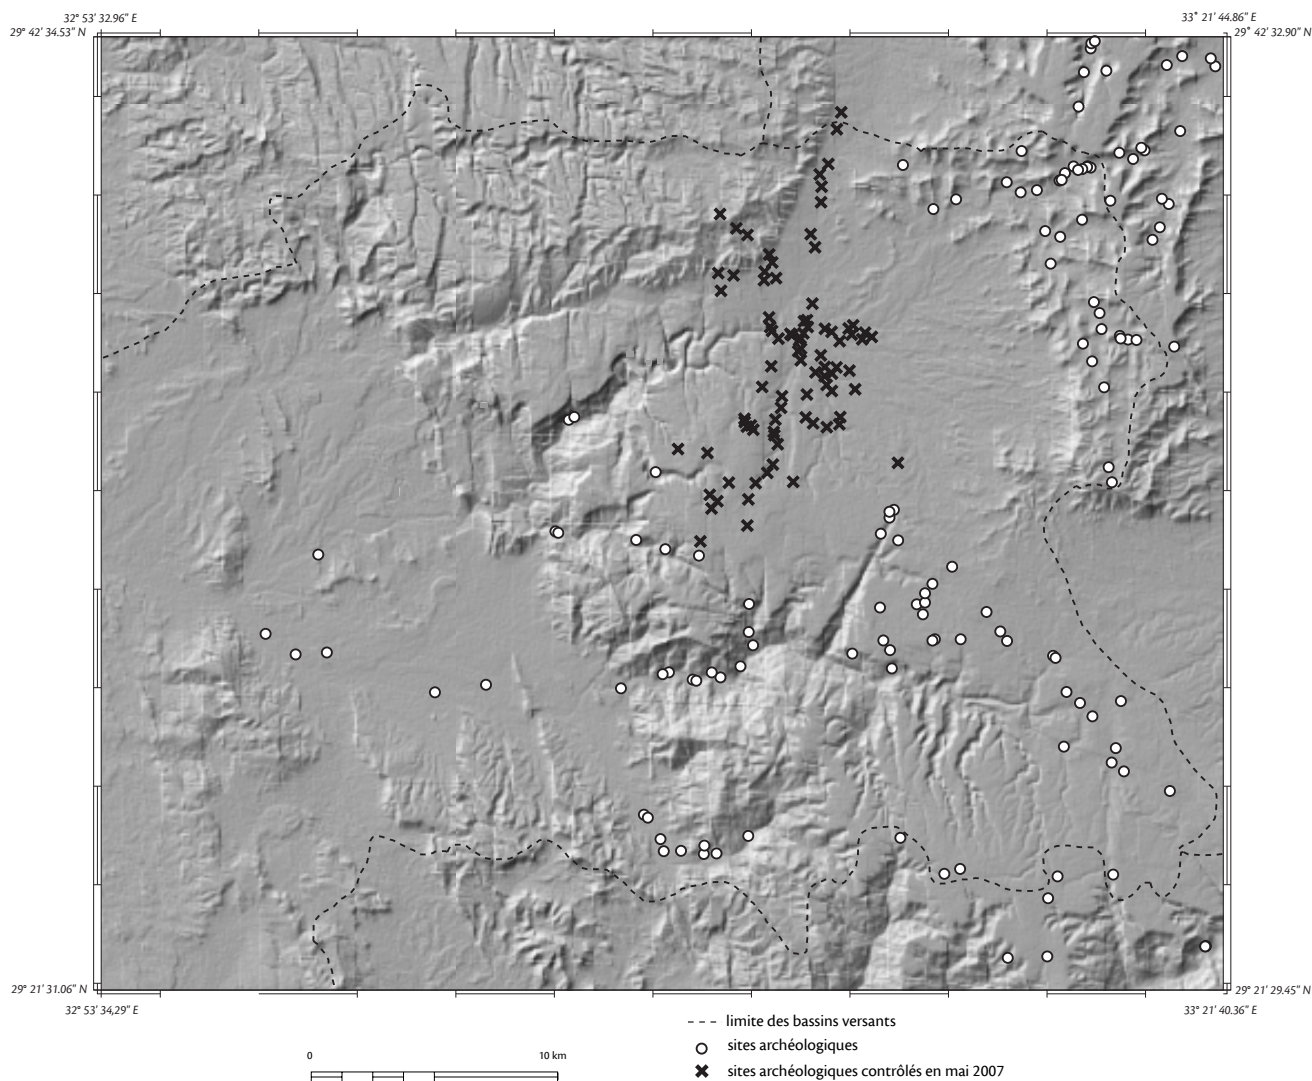 32° 53' 32.96" E
33° 21' 44.86" E
29° 42' 34.53" N
29° 42' 32.90" N
29° 21' 31.06" N
29° 21' 29.45" N
32° 53' 34,29" E
33° 21' 40.36" E
limite des bassins versants
sites archéologiques
0 10 km
sites archéologiques contrôlés en mai 2007